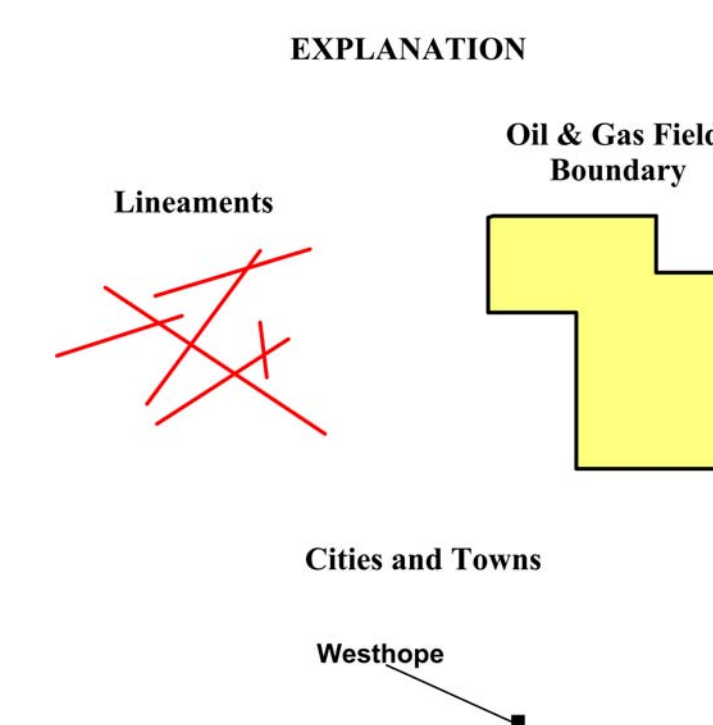 EXPLANATION
Oil & Gas Field
Boundary
Lineaments
Cities and Towns
Westhope